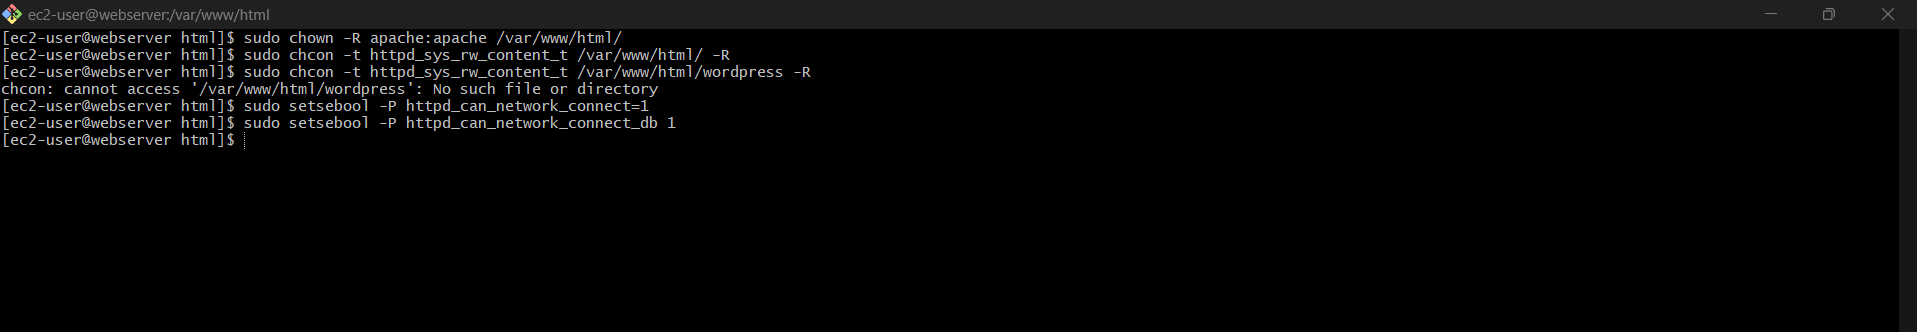 ec2-user@webserver:/var/www/html
[ec2-user@webserver html]$ sudo chown -R apache:apache /var/www/html/
[ec2-user@webserver html]$ sudo chcon -t httpd_sys_rw_content_t /var/www/html/ -R
[ec2-user@webserver html]$ sudo chcon -t httpd_sys_rw_content_t /var/www/html/wordpress -R
chcon: cannot access '/var/www/html/wordpress': No such file or directory
[ec2-user@webserver html]$ sudo setsebool -P httpd_can_network_connect=1
[ec2-user@webserver html]$ sudo setsebool -P httpd_can_network_connect_db 1
[ec2-user@webserver html]$